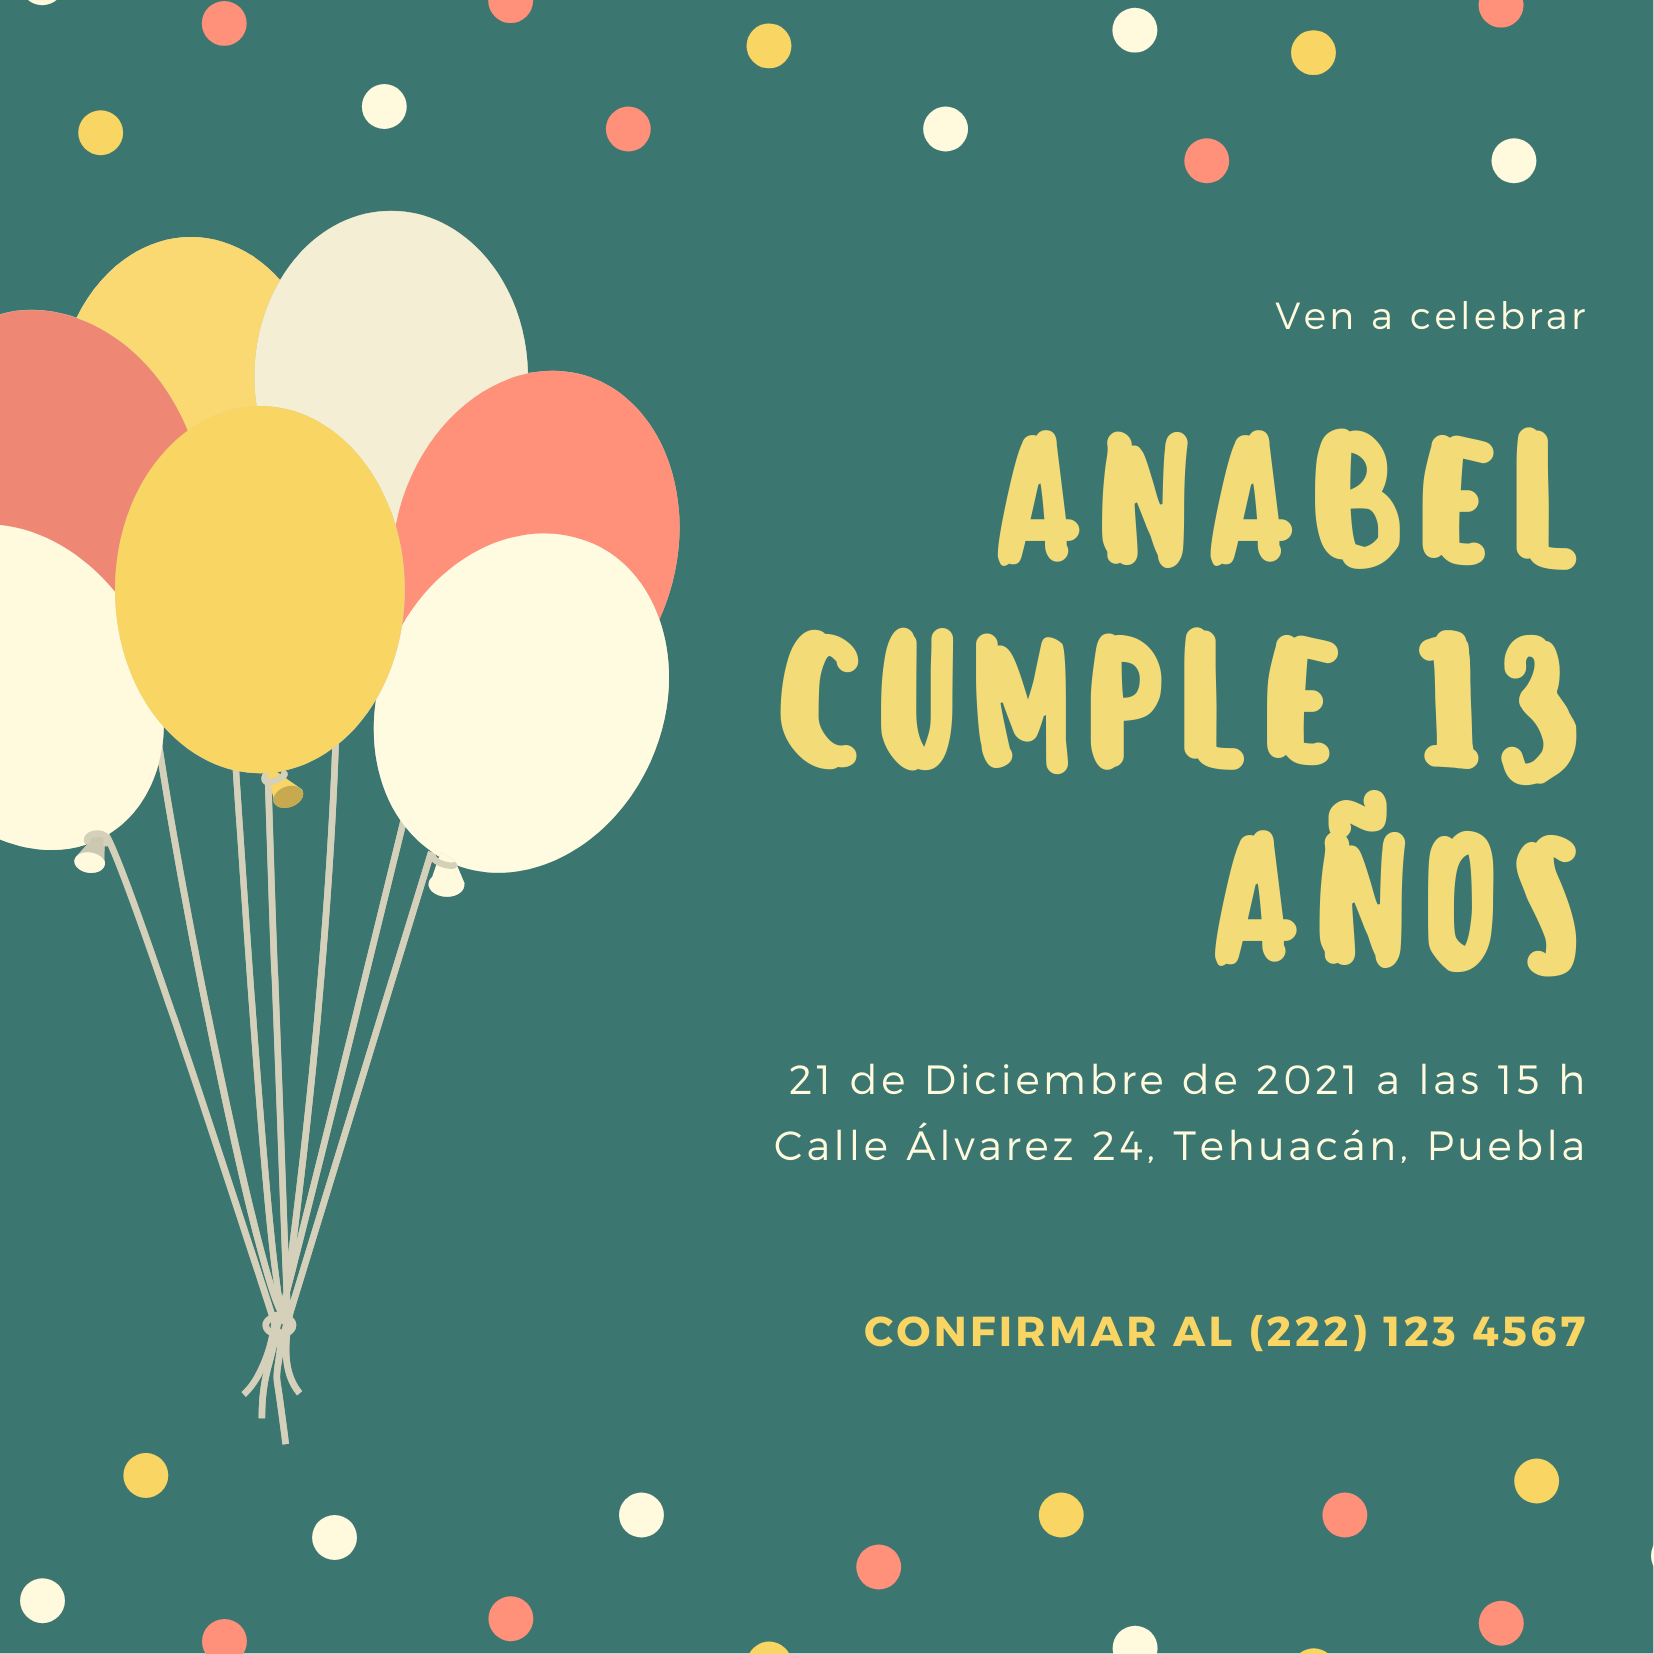 Ven a celebrar
ANABEL
CUMPLE 13
AÑOS
21 de Diciembre de 2021 a las 15 h
Calle Álvarez 24, Tehuacán, Puebla
CONFIRMAR AL (222) 123 4567